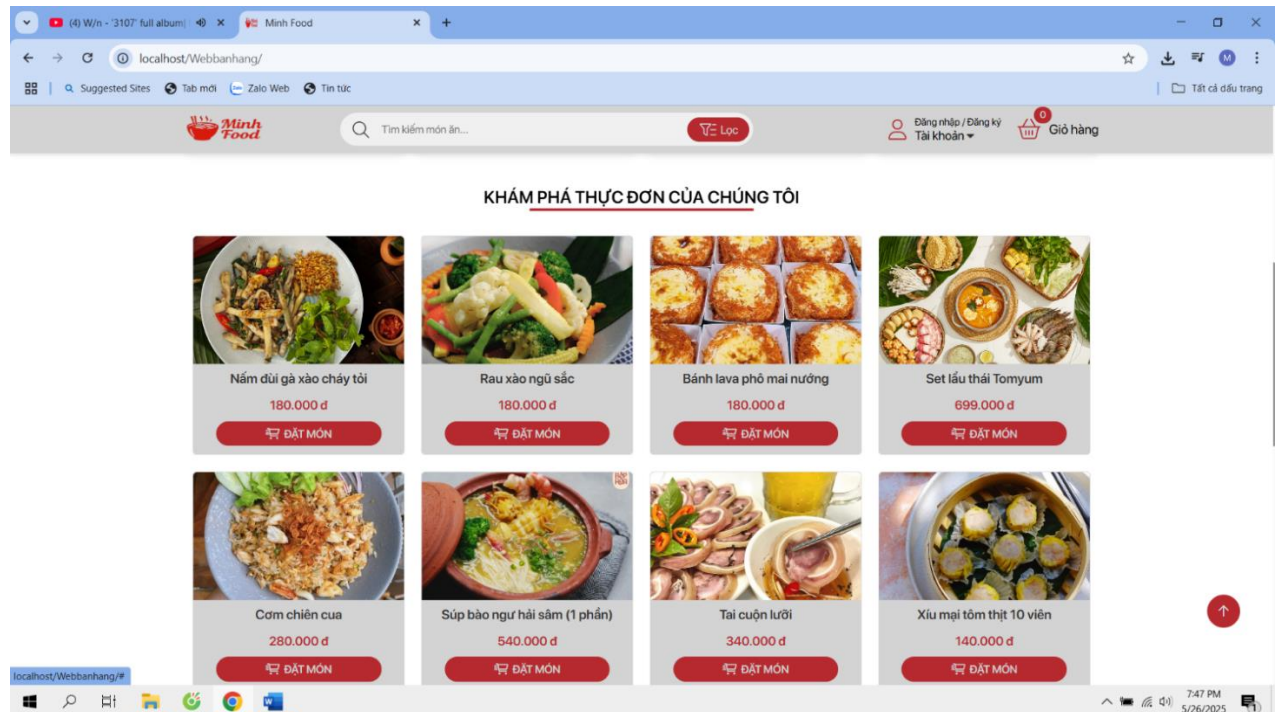 (4) W/n - '3107' full album|
Minh Food
localhost/Webbanhang/
M
Suggested Sites
Tab mới
Zalo Web
Tin tức
Tất cả dấu trang
Minh
Food
Tìm kiếm món ăn...
Lọc
Đăng nhập / Đăng ký
Tài khoản
0
Giỏ hàng
KHÁM PHÁ THỰC ĐƠN CỦA CHÚNG TÔI
Nấm đùi gà xào cháy tỏi
Rau xào ngũ sắc
Bánh lava phô mai nướng
Set lẩu thái Tomyum
180.000 đ
180.000 đ
180.000 đ
699.000 đ
ĐẶT MÓN
ĐẶT MÓN
ĐẶT MÓN
ĐẶT MÓN
Cơm chiên cua
Súp bào ngư hải sâm (1 phần)
Tai cuộn lưỡi
Xíu mại tôm thịt 10 viên
280.000 đ
540.000 đ
340.000 đ
140.000 đ
ĐẶT MÓN
ĐẶT MÓN
ĐẶT MÓN
ĐẶT MÓN
localhost/Webbanhang/#
7:47 PM
5/26/2025